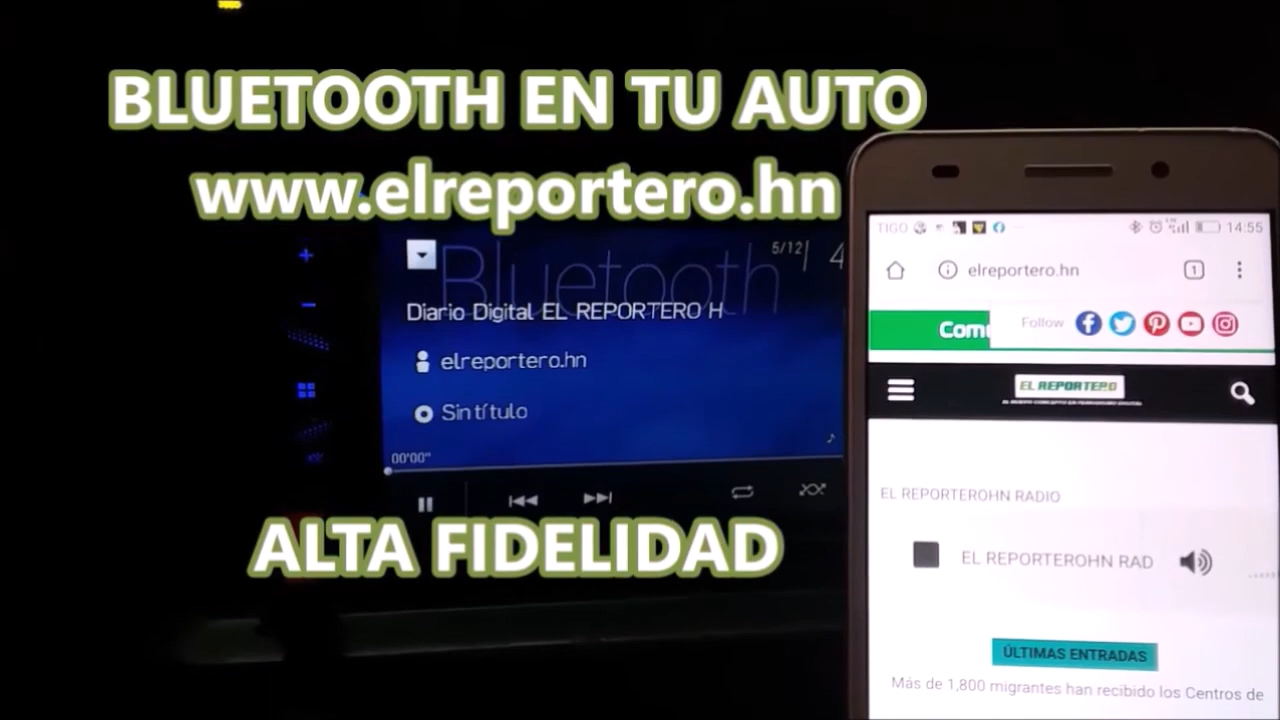 BLUETOOTH EN TU AUTO
www.elreportero.hn
Bluetooth
5/12
4
Diario Digital EL REPORTERO H
elreportero.hn
Sin título
00'00"
ALTA FIDELIDAD
TIGO
14:55
elreportero.hn
1
Com
Follow
EL REPORTERO
EL REPORTEROHN RADIO
EL REPORTEROHN RAD
ÚLTIMAS ENTRADAS
Más de 1,800 migrantes han recibido los Centros de